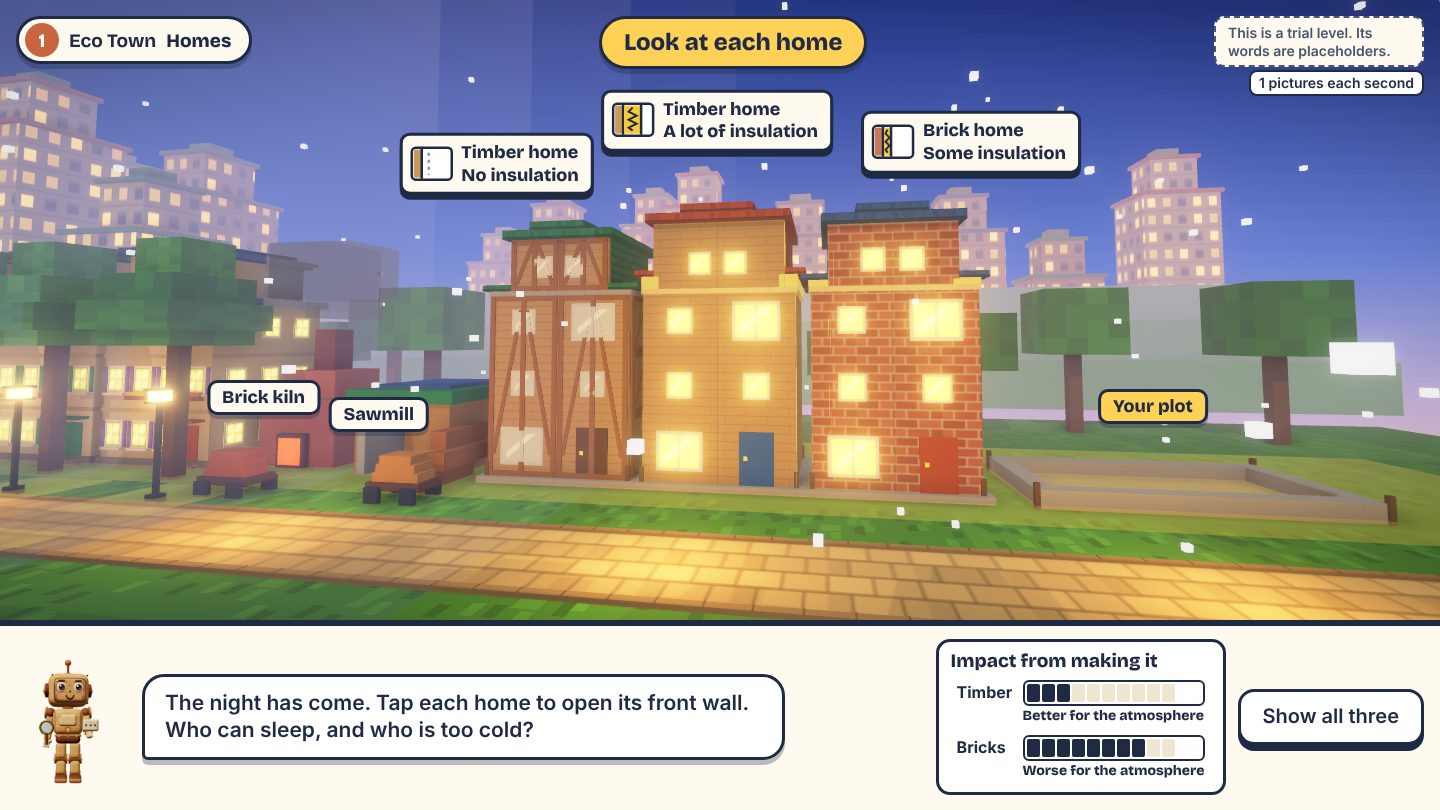 1 Eco Town Homes
Look at each home
This is a trial level. Its
words are placeholders.
1 pictures each second
Timber home
No insulation
Timber home
A lot of insulation
Brick home
Some insulation
Brick kiln
Sawmill
Your plot
The night has come. Tap each home to open its front wall.
Who can sleep, and who is too cold?
Impact from making it
Timber
Better for the atmosphere
Bricks
Worse for the atmosphere
Show all three